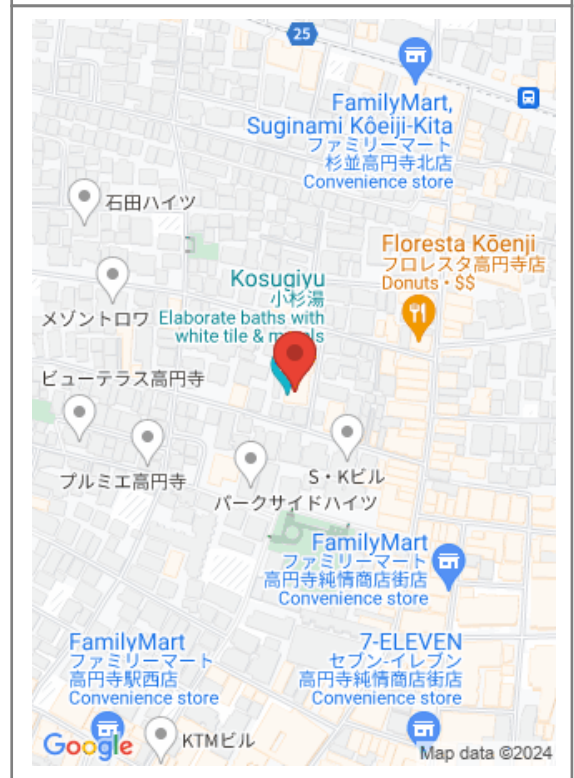 25
FamilyMart,
Suginami Kôeiji-Kita
ファミリーマート
杉並高円寺北店
Convenience store
石田ハイツ
Floresta Kōenji
フロレスタ高円寺店
Donuts • $$
Kosugiyu
小杉湯
Elaborate baths with
white tile & murals
メゾントロワ
ビューテラス高円寺
プルミエ高円寺
S・Kビル
パークサイドハイツ
FamilyMart
ファミリーマート
高円寺純情商店街店
Convenience store
FamilyMart
ファミリーマート
高円寺駅西店
Convenience store
7-ELEVEN
セブン-イレブン
高円寺純情商店街店
Convenience store
Google
KTMビル
Map data ©2024